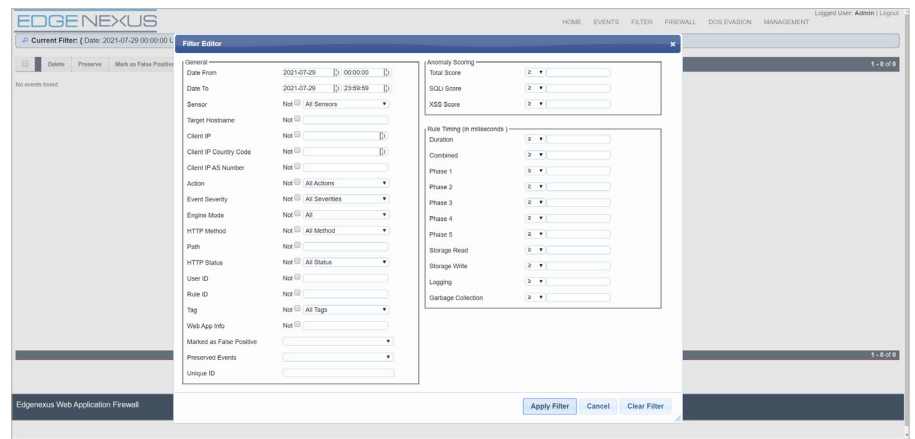 Logged User: Admin | Logout
EDGENEXUS
HOME EVENTS FILTER FIREWALL DOS EVASION MANAGEMENT
Current Filter: { Date: 2021-07-29 00:00:00
Filter Editor
Delete Preserve Mark as False Positive
1 - 0 of 0
No events found
General
Date From 2021-07-29 00:00:00
Date To 2021-07-29 23:59:59
Sensor Not All Sensors
Target Hostname Not
Client IP Not
Client IP Country Code Not
Client IP AS Number Not
Action Not All Actions
Event Severity Not All Severities
Engine Mode Not All
HTTP Method Not All Method
Path Not
HTTP Status Not All Status
User ID Not
Rule ID Not
Tag Not All Tags
Web App Info Not
Marked as False Positive
Preserved Events
Unique ID
Anomaly Scoring
Total Score ≥
SQLi Score ≥
XSS Score ≥
Rule Timing (in miliseconds )
Duration ≥
Combined ≥
Phase 1 ≥
Phase 2 ≥
Phase 3 ≥
Phase 4 ≥
Phase 5 ≥
Storage Read ≥
Storage Write ≥
Logging ≥
Garbage Collection ≥
1 - 0 of 0
Apply Filter Cancel Clear Filter
Edgenexus Web Application Firewall